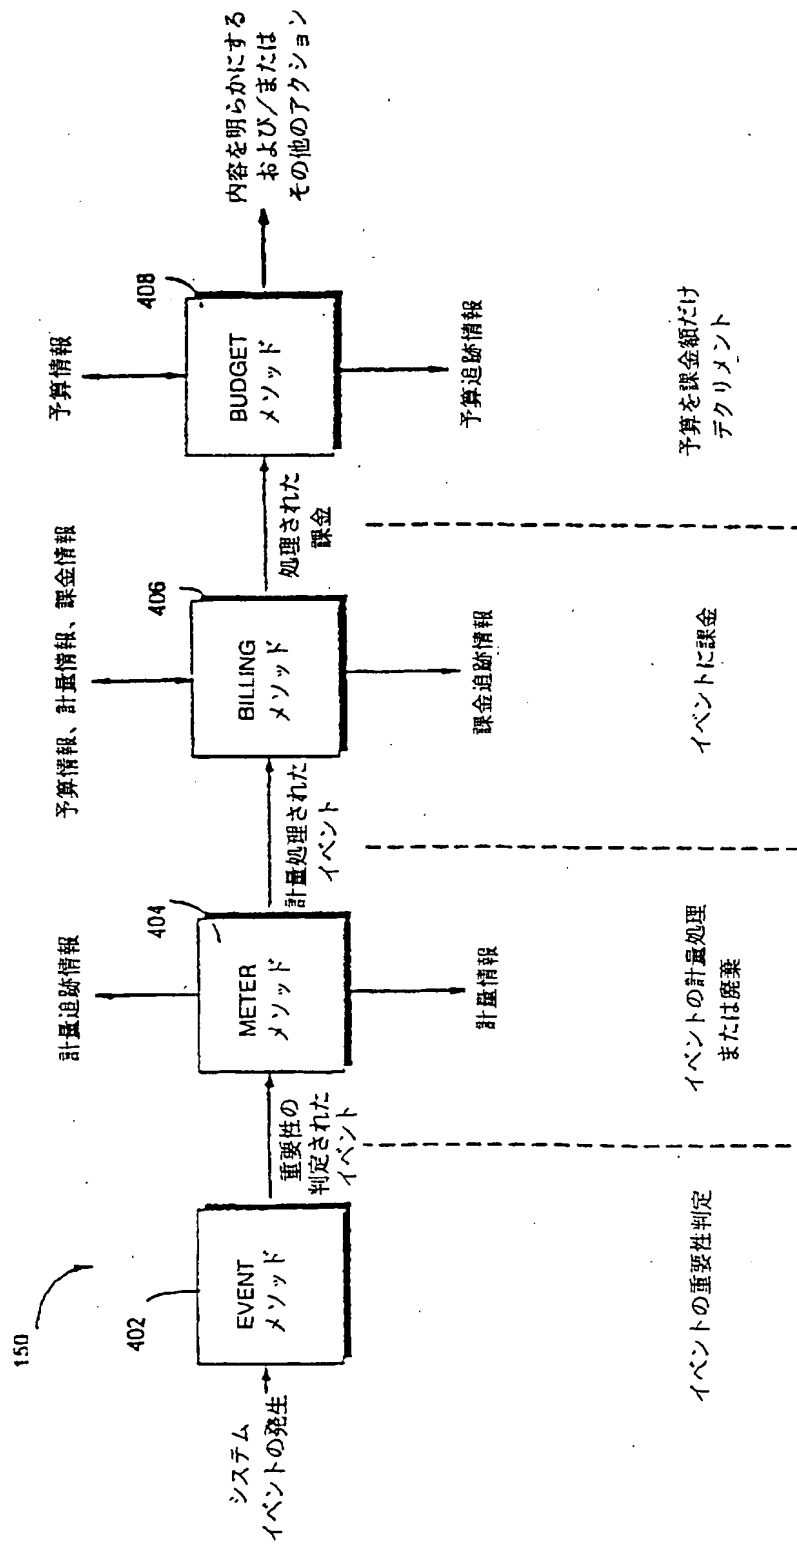 150
システム
イベントの発生
402
EVENT
メソッド
重要性の
判定された
イベント
イベントの重要性判定
計量追跡情報
404
METER
メソッド
計量情報
計量処理された
イベント
イベントの計量処理
または廃棄
予算情報、計量情報、課金情報
406
BILLING
メソッド
課金追跡情報
処理された
課金
イベントに課金
予算情報
408
BUDGET
メソッド
予算追跡情報
内容を明らかにする
および/または
その他のアクション
予算を課金額だけ
デクリメント